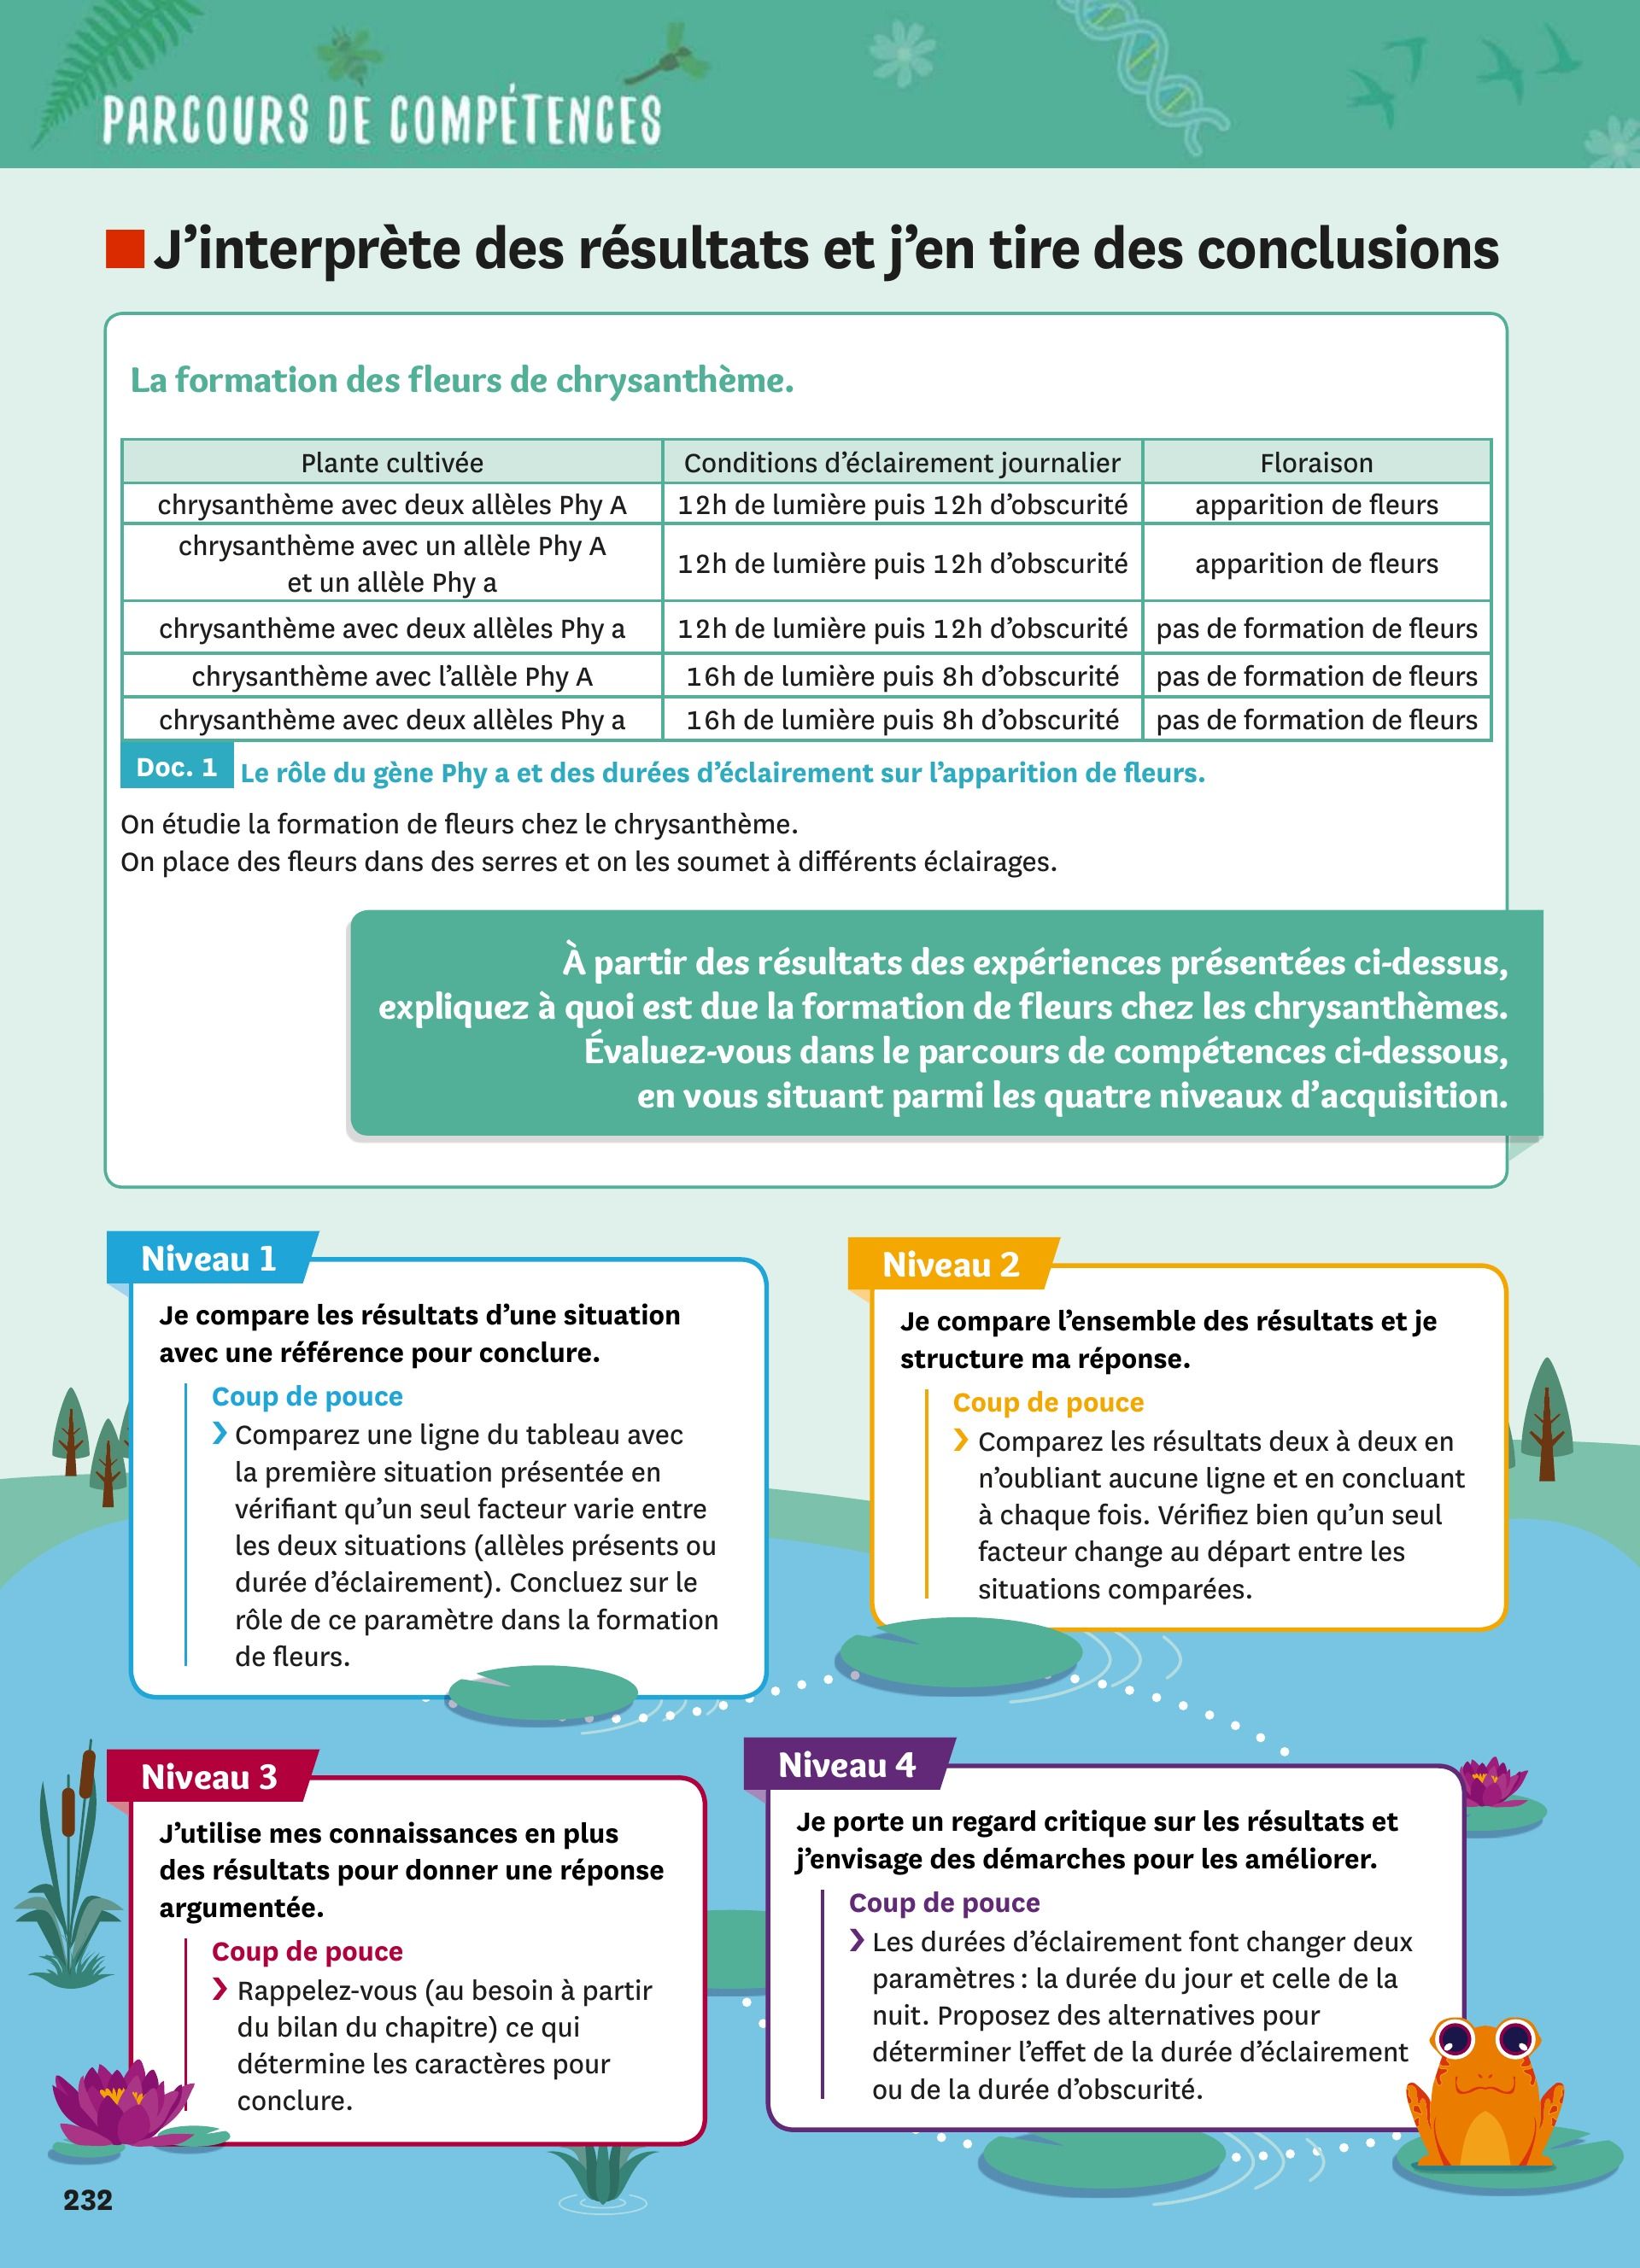 PARCOURS DE COMPÉTENCES
J’interprète des résultats et j’en tire des conclusions
La formation des fleurs de chrysanthème.
Plante cultivée Conditions d’éclairement journalier Floraison
chrysanthème avec deux allèles Phy A 12h de lumière puis 12h d’obscurité apparition de fleurs
chrysanthème avec un allèle Phy A
et un allèle Phy a 12h de lumière puis 12h d’obscurité apparition de fleurs
chrysanthème avec deux allèles Phy a 12h de lumière puis 12h d’obscurité pas de formation de fleurs
chrysanthème avec l’allèle Phy A 16h de lumière puis 8h d’obscurité pas de formation de fleurs
chrysanthème avec deux allèles Phy a 16h de lumière puis 8h d’obscurité pas de formation de fleurs
Doc. 1 Le rôle du gène Phy a et des durées d’éclairement sur l’apparition de fleurs.
On étudie la formation de fleurs chez le chrysanthème.
On place des fleurs dans des serres et on les soumet à différents éclairages.
À partir des résultats des expériences présentées ci-dessus,
expliquez à quoi est due la formation de fleurs chez les chrysanthèmes.
Évaluez-vous dans le parcours de compétences ci-dessous,
en vous situant parmi les quatre niveaux d’acquisition.
Niveau 1
Je compare les résultats d’une situation
avec une référence pour conclure.
Coup de pouce
❯ Comparez une ligne du tableau avec
la première situation présentée en
vérifiant qu’un seul facteur varie entre
les deux situations (allèles présents ou
durée d’éclairement). Concluez sur le
rôle de ce paramètre dans la formation
de fleurs.
Niveau 2
Je compare l’ensemble des résultats et je
structure ma réponse.
Coup de pouce
❯ Comparez les résultats deux à deux en
n’oubliant aucune ligne et en concluant
à chaque fois. Vérifiez bien qu’un seul
facteur change au départ entre les
situations comparées.
Niveau 3
J’utilise mes connaissances en plus
des résultats pour donner une réponse
argumentée.
Coup de pouce
❯ Rappelez-vous (au besoin à partir
du bilan du chapitre) ce qui
détermine les caractères pour
conclure.
Niveau 4
Je porte un regard critique sur les résultats et
j’envisage des démarches pour les améliorer.
Coup de pouce
❯ Les durées d’éclairement font changer deux
paramètres : la durée du jour et celle de la
nuit. Proposez des alternatives pour
déterminer l’effet de la durée d’éclairement
ou de la durée d’obscurité.
232